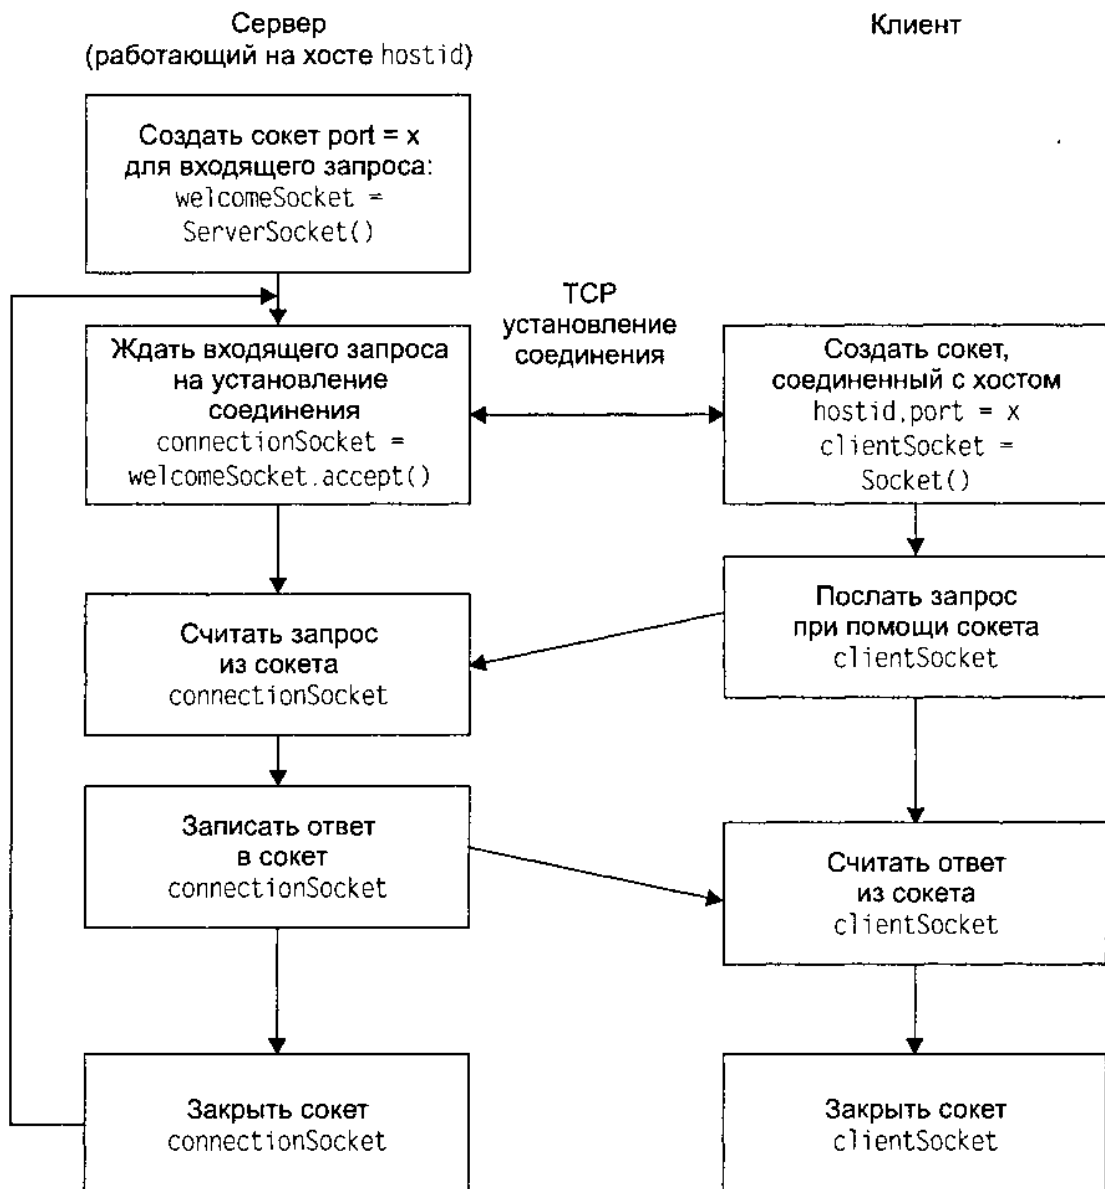 Сервер
(работающий на хосте hostid)
Клиент
Создать сокет port = x
для входящего запроса:
welcomeSocket =
ServerSocket()
TCP
установление
соединения
Ждать входящего запроса
на установление
соединения
connectionSocket =
welcomeSocket.accept()
Создать сокет,
соединенный с хостом
hostid,port = x
clientSocket =
Socket()
Послать запрос
при помощи сокета
clientSocket
Считать запрос
из сокета
connectionSocket
Записать ответ
в сокет
connectionSocket
Считать ответ
из сокета
clientSocket
Закрыть сокет
connectionSocket
Закрыть сокет
clientSocket